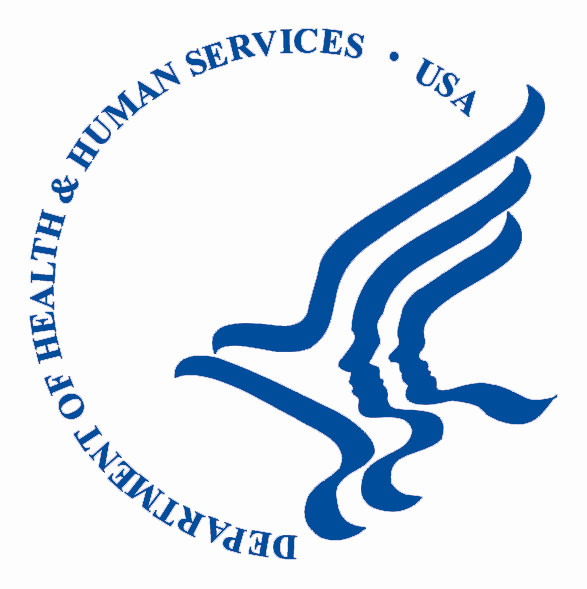 DEPARTMENT OF HEALTH & HUMAN SERVICES • USA